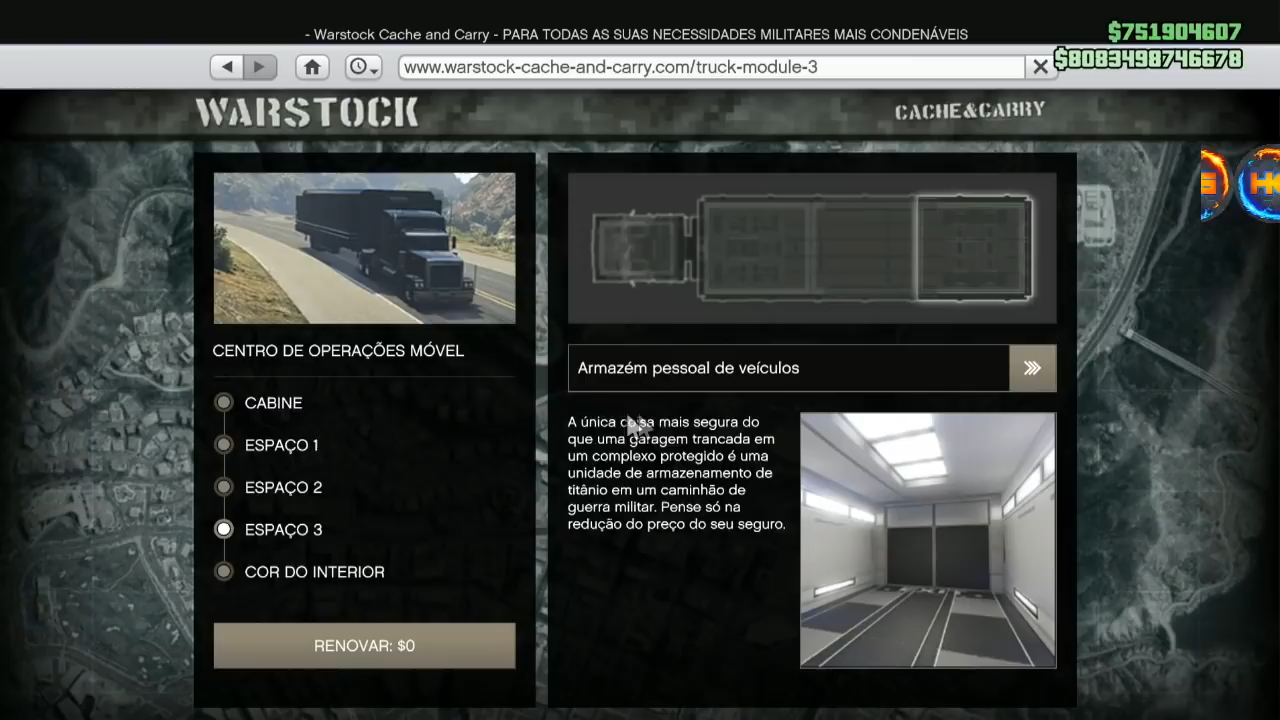 - Warstock Cache and Carry - PARA TODAS AS SUAS NECESSIDADES MILITARES MAIS CONDENÁVEIS
$751904607
$8083498746678
www.warstock-cache-and-carry.com/truck-module-3
WARSTOCK
CACHE&CARRY
CENTRO DE OPERAÇÕES MÓVEL
CABINE
ESPAÇO 1
ESPAÇO 2
ESPAÇO 3
COR DO INTERIOR
RENOVAR: $0
Armazém pessoal de veículos
A única coisa mais segura do
que uma garagem trancada em
um complexo protegido é uma
unidade de armazenamento de
titânio em um caminhão de
guerra militar. Pense só na
redução do preço do seu seguro.